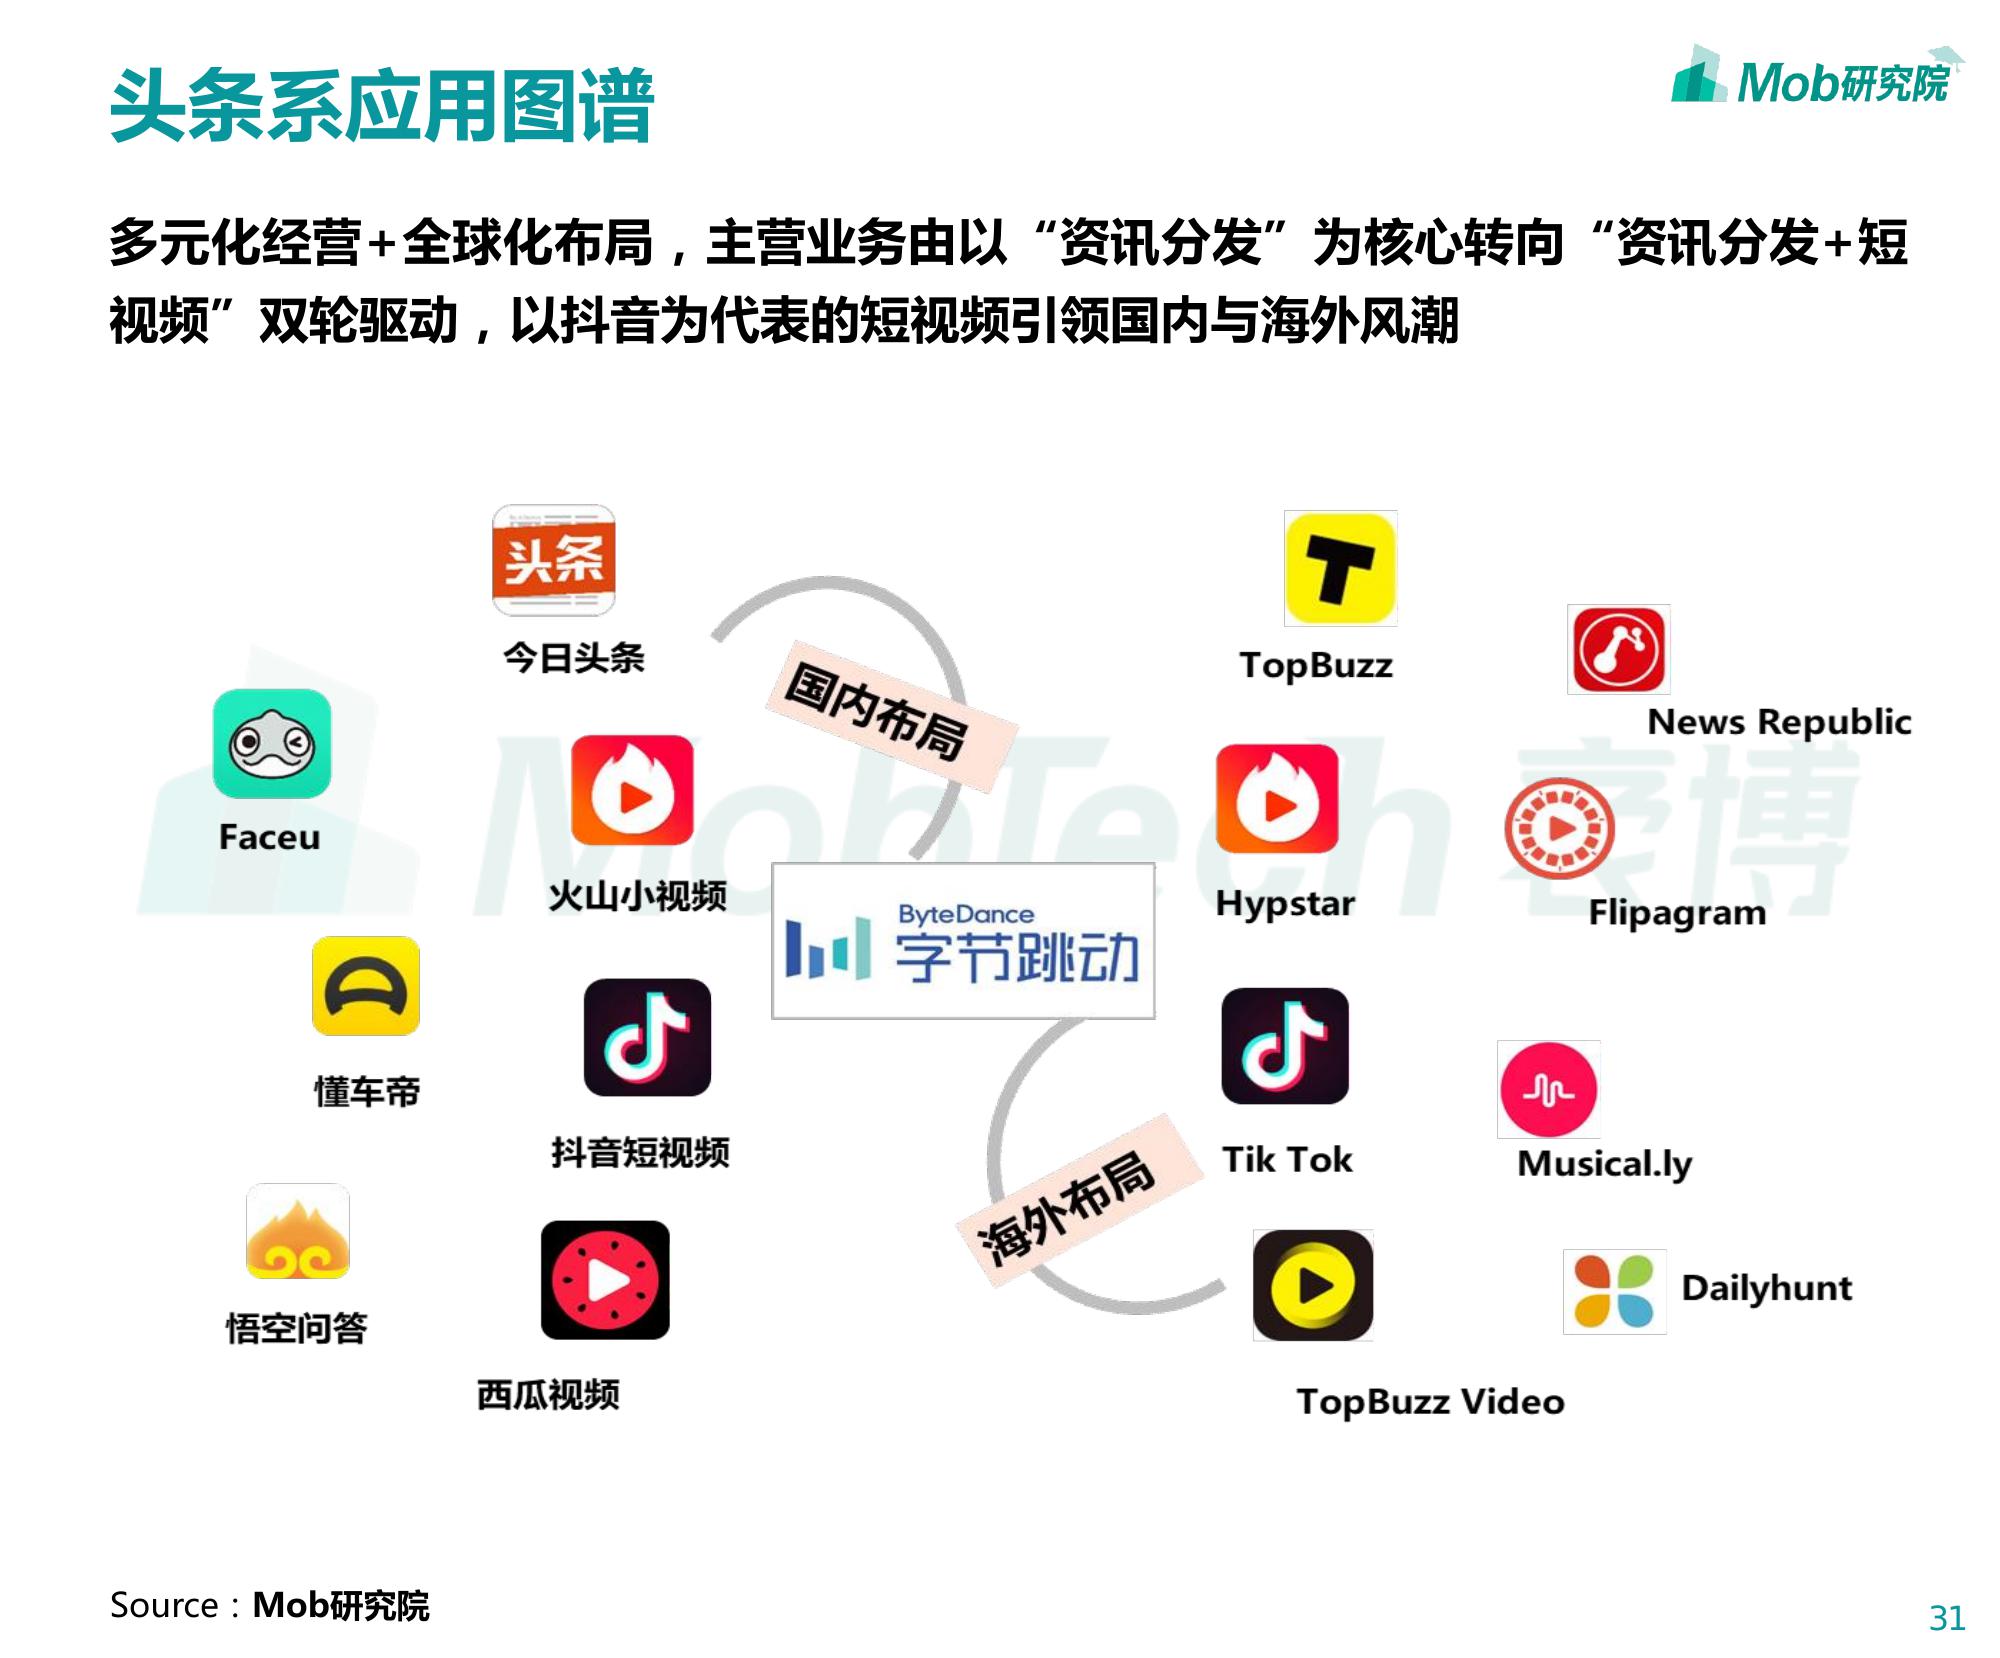 头条系应用图谱
Mob研究院
多元化经营+全球化布局，主营业务由以“资讯分发”为核心转向“资讯分发+短
视频”双轮驱动，以抖音为代表的短视频引领国内与海外风潮
头条
今日头条
国内布局
T
TopBuzz
News Republic
Faceu
火山小视频
MobTech 袤博
Hypstar
Flipagram
ByteDance
字节跳动
懂车帝
抖音短视频
海外布局
Tik Tok
Musical.ly
悟空问答
西瓜视频
Dailyhunt
TopBuzz Video
Source：Mob研究院
31